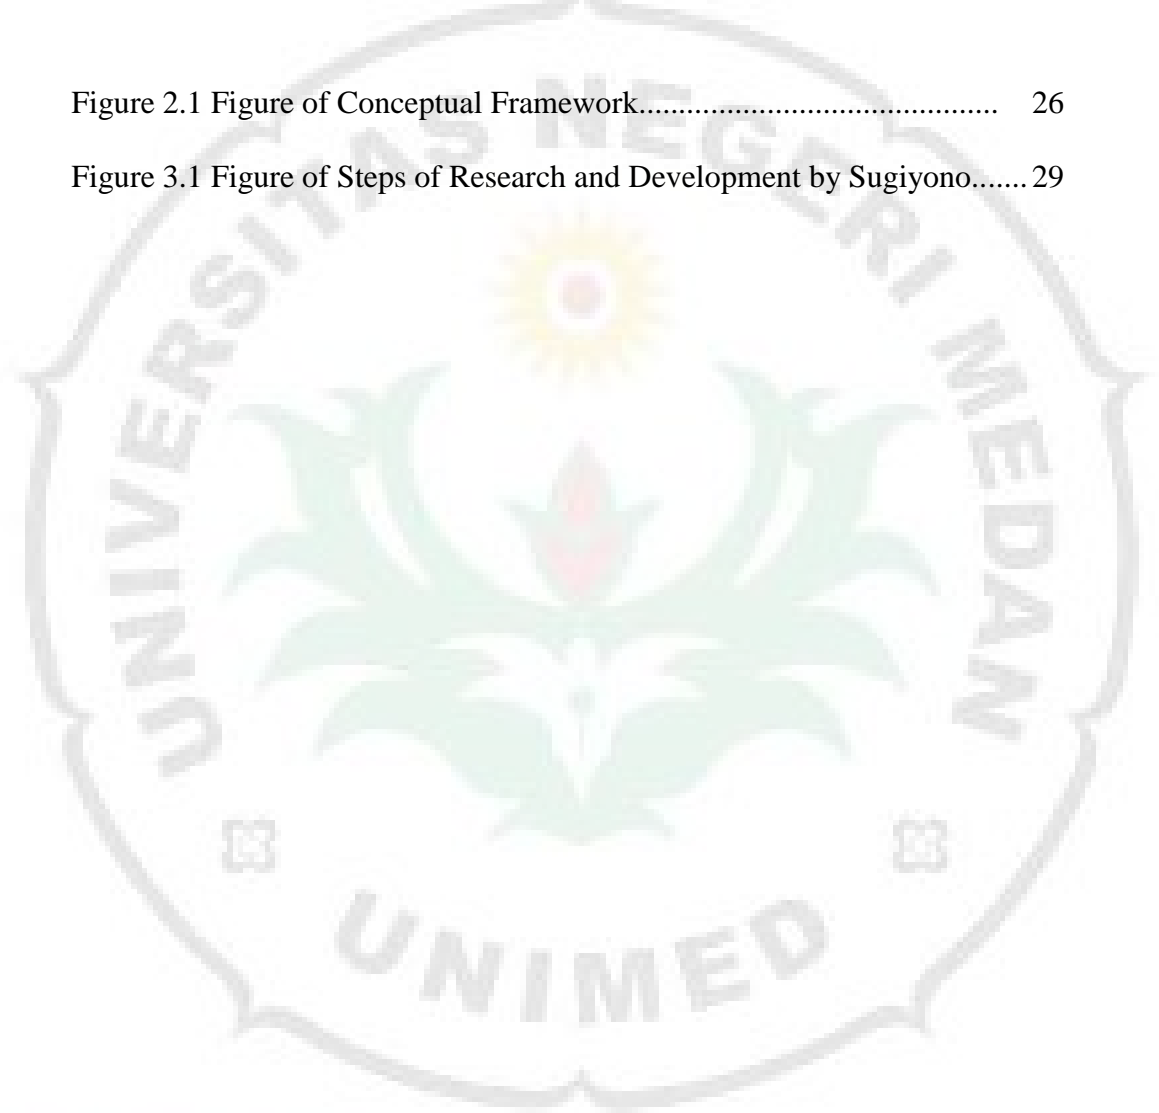 Figure 2.1 Figure of Conceptual Framework............................................. 26
Figure 3.1 Figure of Steps of Research and Development by Sugiyono....... 29
UNIVERSITAS NEGERI MEDAN
UNIMED